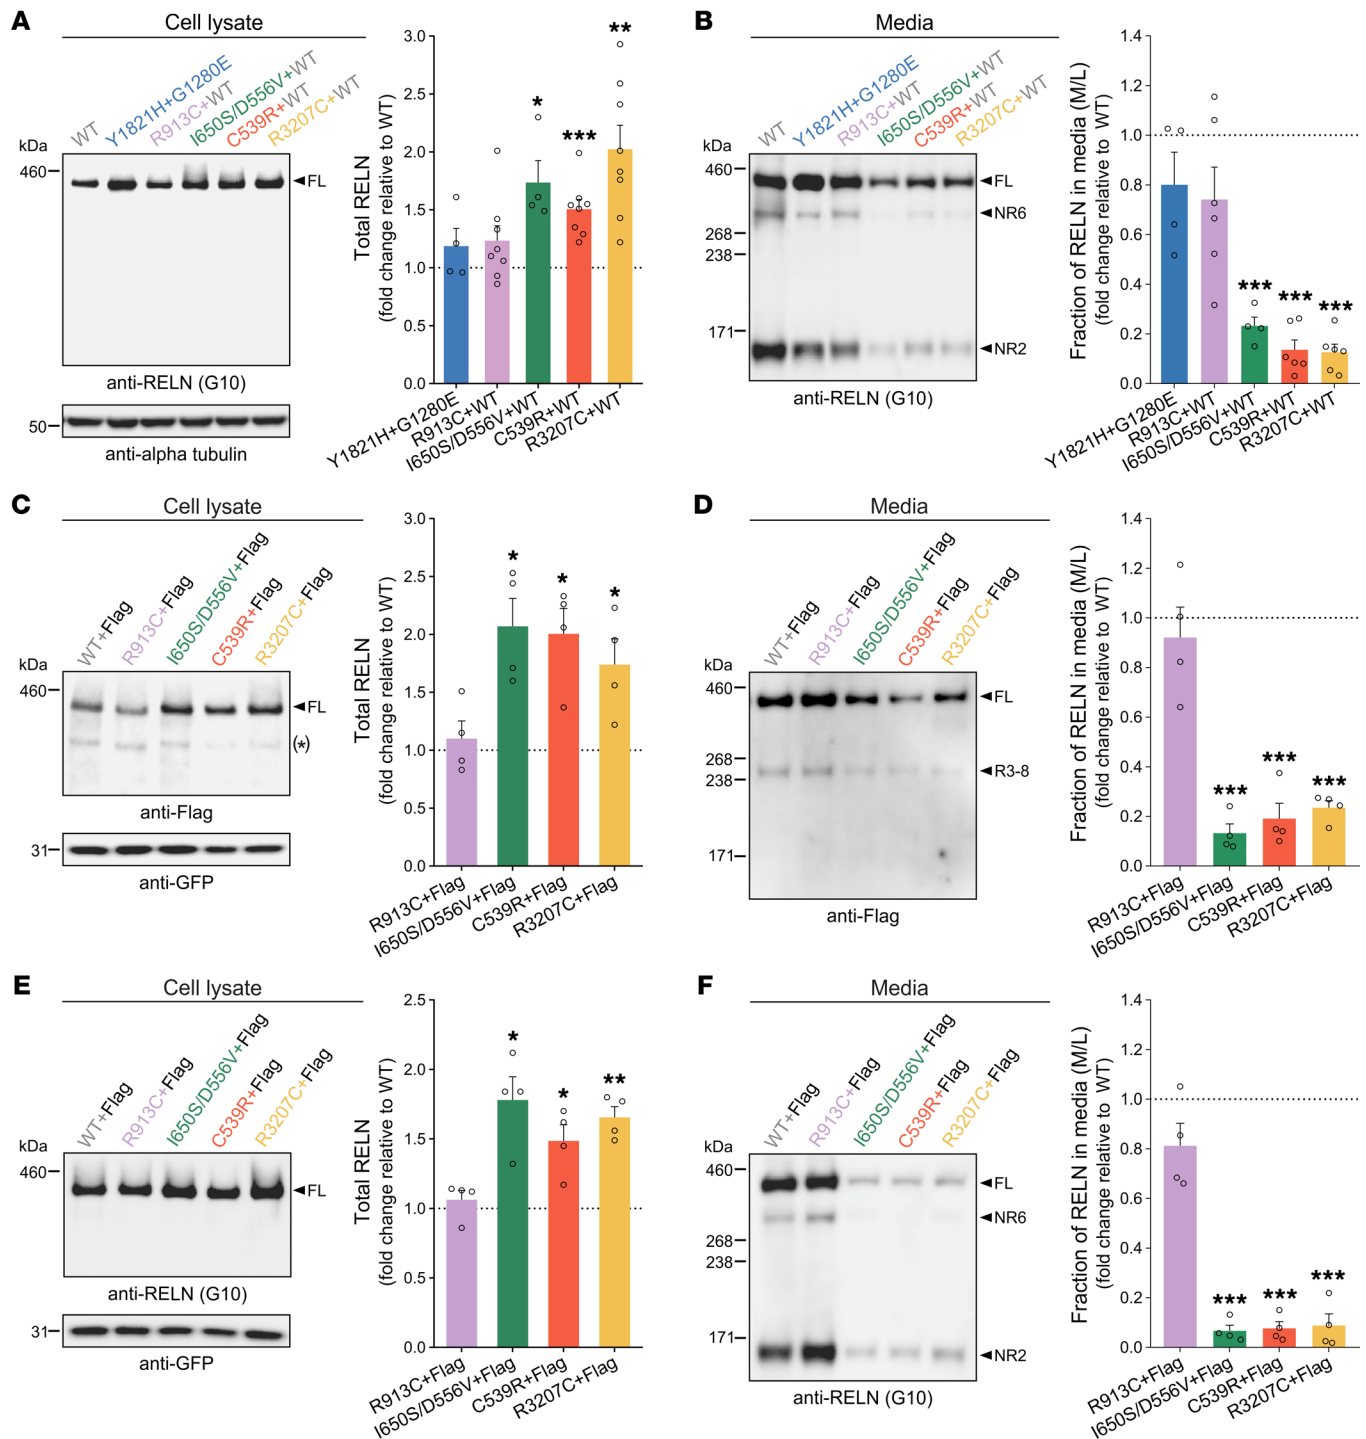 A
Cell lysate
WT
Y1821H+G1280E
R913C+WT
I650S/D556V+WT
C539R+WT
R3207C+WT
kDa
460
◄FL
anti-RELN (G10)
50
anti-alpha tubulin
Total RELN
(fold change relative to WT)
3.0
2.5
2.0
1.5
1.0
0.5
0.0
*
***
**
Y1821H+G1280E
R913C+WT
I650S/D556V+WT
C539R+WT
R3207C+WT
B
Media
WT
Y1821H+G1280E
R913C+WT
I650S/D556V+WT
C539R+WT
R3207C+WT
kDa
460
268
238
171
◄FL
◄NR6
◄NR2
anti-RELN (G10)
Fraction of RELN in media (M/L)
(fold change relative to WT)
1.4
1.2
1.0
0.8
0.6
0.4
0.2
0.0
***
***
***
Y1821H+G1280E
R913C+WT
I650S/D556V+WT
C539R+WT
R3207C+WT
C
Cell lysate
WT+Flag
R913C+Flag
I650S/D556V+Flag
C539R+Flag
R3207C+Flag
kDa
460
◄FL
(*)
anti-Flag
31
anti-GFP
Total RELN
(fold change relative to WT)
3.0
2.5
2.0
1.5
1.0
0.5
0.0
*
*
*
R913C+Flag
I650S/D556V+Flag
C539R+Flag
R3207C+Flag
D
Media
WT+Flag
R913C+Flag
I650S/D556V+Flag
C539R+Flag
R3207C+Flag
kDa
460
268
238
171
◄FL
◄R3-8
anti-Flag
Fraction of RELN in media (M/L)
(fold change relative to WT)
1.4
1.2
1.0
0.8
0.6
0.4
0.2
0.0
***
***
***
R913C+Flag
I650S/D556V+Flag
C539R+Flag
R3207C+Flag
E
Cell lysate
WT+Flag
R913C+Flag
I650S/D556V+Flag
C539R+Flag
R3207C+Flag
kDa
460
◄FL
anti-RELN (G10)
31
anti-GFP
Total RELN
(fold change relative to WT)
2.5
2.0
1.5
1.0
0.5
0.0
*
*
**
R913C+Flag
I650S/D556V+Flag
C539R+Flag
R3207C+Flag
F
Media
WT+Flag
R913C+Flag
I650S/D556V+Flag
C539R+Flag
R3207C+Flag
kDa
460
268
238
171
◄FL
◄NR6
◄NR2
anti-RELN (G10)
Fraction of RELN in media (M/L)
(fold change relative to WT)
1.4
1.2
1.0
0.8
0.6
0.4
0.2
0.0
***
***
***
R913C+Flag
I650S/D556V+Flag
C539R+Flag
R3207C+Flag